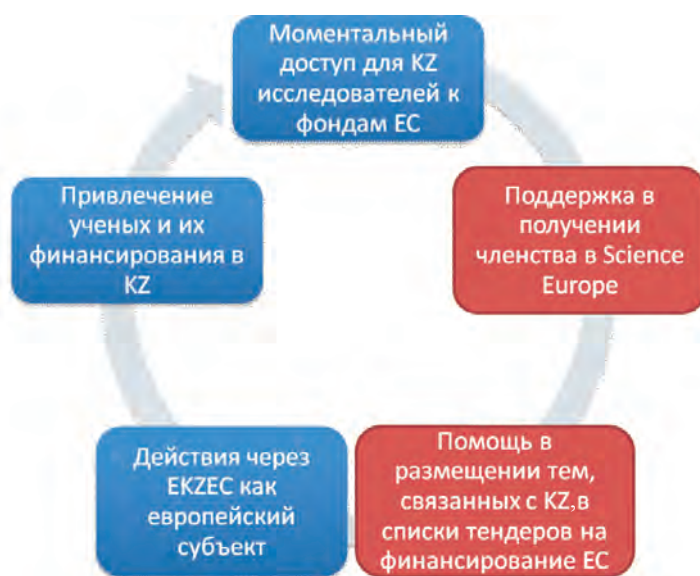 Моментальный
доступ для KZ
исследователей к
фондам ЕС
Поддержка в
получении
членства в Science
Europe
Помощь в
размещении тем,
связанных с KZ,в
списки тендеров на
финансирование ЕС
Действия через
EKZEC как
европейский
субъект
Привлечение
ученых и их
финансирования в
KZ